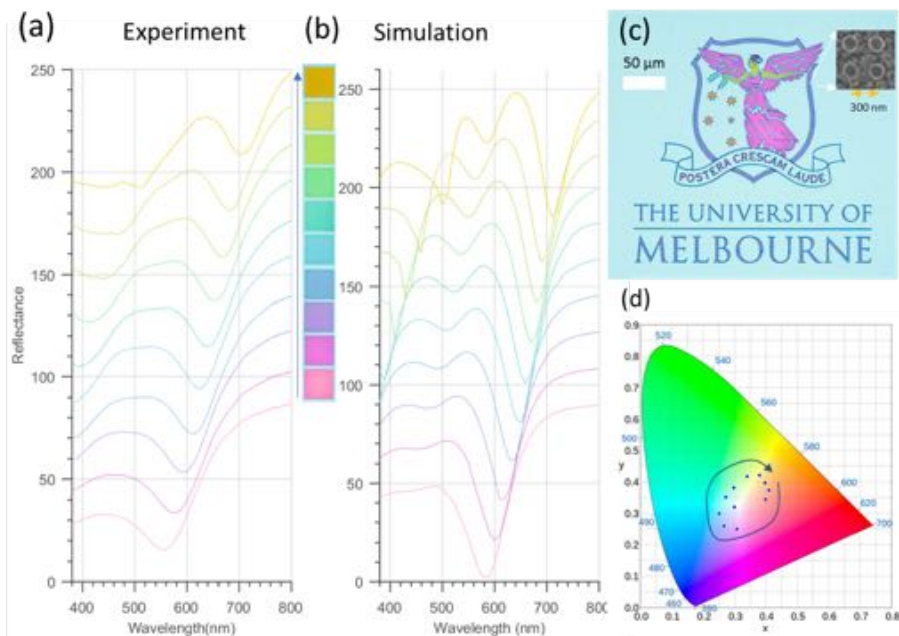 (a)
Experiment
(b)
Simulation
(c)
50 µm
300 nm
POSTERA CRESCAM LAUDE
THE UNIVERSITY OF
MELBOURNE
250
200
150
100
50
0
Reflectance
400 500 600 700 800
Wavelength(nm)
250
200
150
100
50
0
400 500 600 700 800
Wavelength(nm)
(d)
0.9
0.8
0.7
0.6
0.5
y
0.4
0.3
0.2
0.1
0.0
0.0 0.1 0.2 0.3 0.4 0.5 0.6 0.7 0.8
x
520
540
560
500
580
600
620
700
490
480
470
460
380